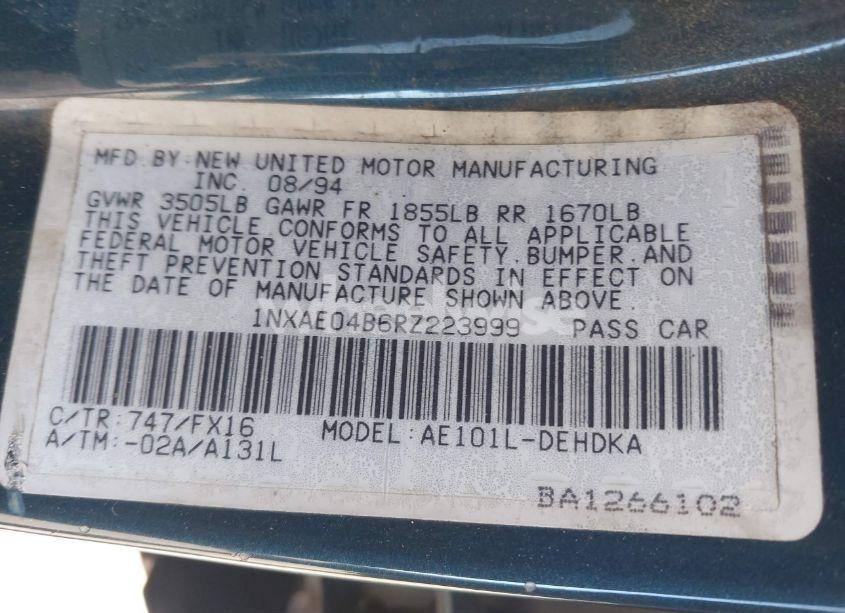 MFD.BY:NEW UNITED MOTOR MANUFACTURING
INC. 08/94
GVWR 3505LB GAWR FR 1855LB RR 1670LB
THIS VEHICLE CONFORMS TO ALL APPLICABLE
FEDERAL MOTOR VEHICLE SAFETY.BUMPER.AND
THEFT PREVENTION STANDARDS IN EFFECT ON
THE DATE OF MANUFACTURE SHOWN ABOVE.
1NXAE04B6RZ223999 PASS CAR
C/TR:747/FX16
A/TM:-02A/A131L MODEL:AE101L-DEHDKA
BA1266102